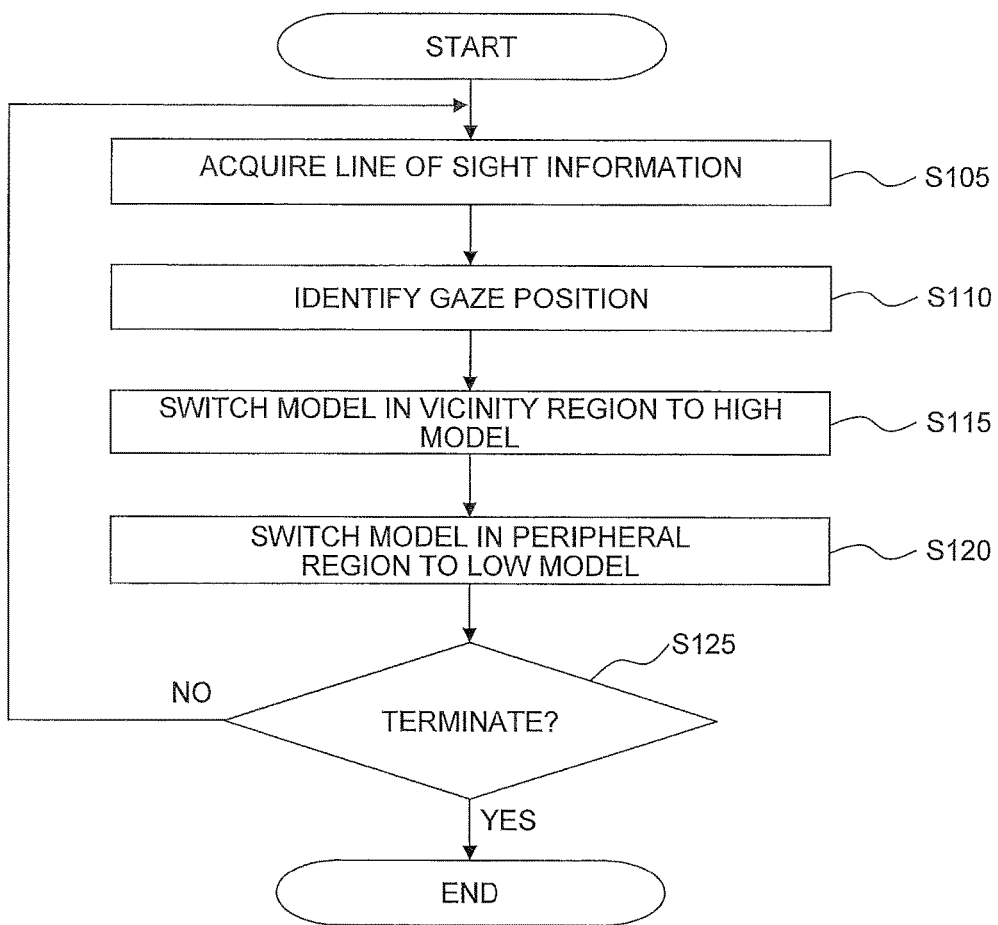 START
ACQUIRE LINE OF SIGHT INFORMATION
S105
IDENTIFY GAZE POSITION
S110
SWITCH MODEL IN VICINITY REGION TO HIGH
MODEL
S115
SWITCH MODEL IN PERIPHERAL
REGION TO LOW MODEL
S120
S125
NO
TERMINATE?
YES
END